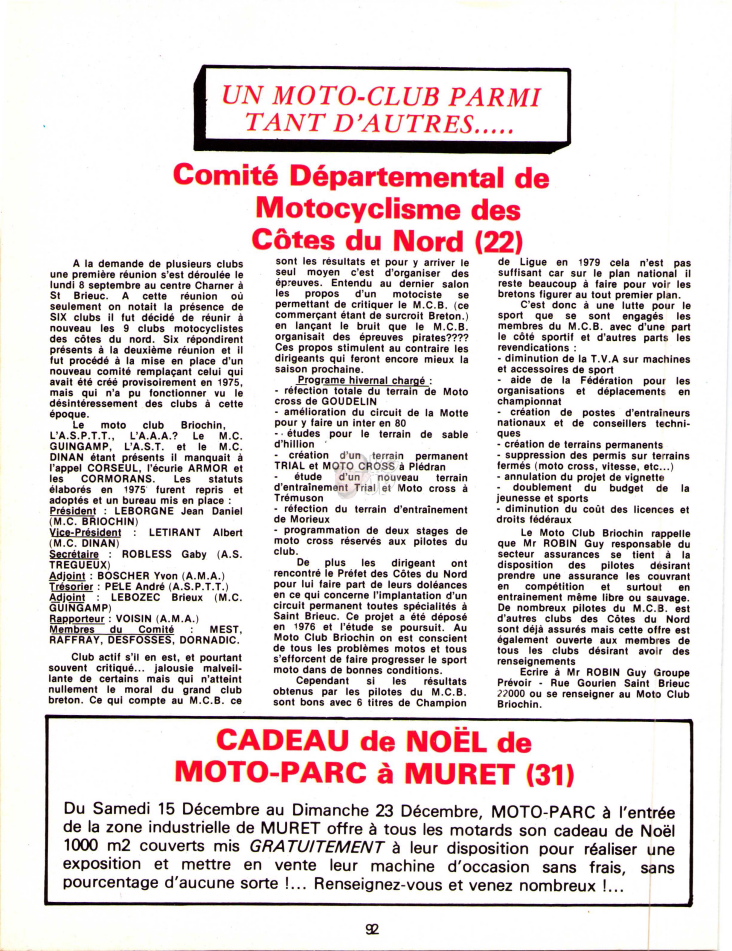 UN MOTO-CLUB PARMI
TANT D'AUTRES.....
Comité Départemental de
Motocyclisme des
Côtes du Nord (22)
A la demande de plusieurs clubs
une première réunion s'est déroulée le
lundi 8 septembre au centre Charner à
St Brieuc. A cette réunion où
seulement on notait la présence de
SIX clubs il fut décidé de réunir à
nouveau les 9 clubs motocyclistes
des côtes du nord. Six répondirent
présents à la deuxième réunion et il
fut procédé à la mise en place d'un
nouveau comité remplaçant celui qui
avait été créé provisoirement en 1975,
mais qui n'a pu fonctionner vu le
désintéressement des clubs à cette
époque.
Le moto club Briochin,
L'A.S.P.T.T., L'A.A.A.? Le M.C.
GUINGAMP, L'A.S.T. et le M.C.
DINAN étant présents il manquait à
l'appel CORSEUL, l'écurie ARMOR et
les CORMORANS. Les statuts
élaborés en 1975 furent repris et
adoptés et un bureau mis en place :
Président : LEBORGNE Jean Daniel
(M.C. BRIOCHIN)
Vice-Président : LETIRANT Albert
(M.C. DINAN)
Secrétaire : ROBLESS Gaby (A.S.
TREGUEUX)
Adjoint : BOSCHER Yvon (A.M.A.)
Trésorier : PELE André (A.S.P.T.T.)
Adjoint : LEBOZEC Brieux (M.C.
GUINGAMP)
Rapporteur : VOISIN (A.M.A.)
Membres du Comité : MEST,
RAFFRAY, DESFOSSES, DORNADIC.
Club actif s'il en est, et pourtant
souvent critiqué... jalousie malveil-
lante de certains mais qui n'atteint
nullement le moral du grand club
breton. Ce qui compte au M.C.B. ce
sont les résultats et pour y arriver le
seul moyen c'est d'organiser des
épreuves. Entendu au dernier salon
les propos d'un motociste se
permettant de critiquer le M.C.B. (ce
commerçant étant de surcroit Breton.)
en lançant le bruit que le M.C.B.
organisait des épreuves pirates????
Ces propos stimulent au contraire les
dirigeants qui feront encore mieux la
saison prochaine.
Programe hivernal chargé :
- réfection totale du terrain de Moto
cross de GOUDELIN
- amélioration du circuit de la Motte
pour y faire un inter en 80
- études pour le terrain de sable
d'hillion
- création d'un terrain permanent
TRIAL et MOTO CROSS à Plédran
- étude d'un nouveau terrain
d'entraînement Trial et Moto cross à
Trémuson
- réfection du terrain d'entraînement
de Morieux
- programmation de deux stages de
moto cross réservés aux pilotes du
club.
De plus les dirigeant ont
rencontré le Préfet des Côtes du Nord
pour lui faire part de leurs doléances
en ce qui concerne l'implantation d'un
circuit permanent toutes spécialités à
Saint Brieuc. Ce projet a été déposé
en 1976 et l'étude se poursuit. Au
Moto Club Briochin on est conscient
de tous les problèmes motos et tous
s'efforcent de faire progresser le sport
moto dans de bonnes conditions.
Cependant si les résultats
obtenus par les pilotes du M.C.B.
sont bons avec 6 titres de Champion
de Ligue en 1979 cela n'est pas
suffisant car sur le plan national il
reste beaucoup à faire pour voir les
bretons figurer au tout premier plan.
C'est donc à une lutte pour le
sport que se sont engagés les
membres du M.C.B. avec d'une part
le côté sportif et d'autres parts les
revendications :
- diminution de la T.V.A sur machines
et accessoires de sport
- aide de la Fédération pour les
organisations et déplacements en
championnat
- création de postes d'entraîneurs
nationaux et de conseillers techni-
ques
- création de terrains permanents
- suppression des permis sur terrains
fermés (moto cross, vitesse, etc...)
- annulation du projet de vignette
- doublement du budget de la
jeunesse et sports
- diminution du coût des licences et
droits fédéraux
Le Moto Club Briochin rappelle
que Mr ROBIN Guy responsable du
secteur assurances se tient à la
disposition des pilotes désirant
prendre une assurance les couvrant
en compétition et surtout en
entrainement même libre ou sauvage.
De nombreux pilotes du M.C.B. est
d'autres clubs des Côtes du Nord
sont déjà assurés mais cette offre est
également ouverte aux membres de
tous les clubs désirant avoir des
renseignements
Ecrire à Mr ROBIN Guy Groupe
Prévoir - Rue Gourien Saint Brieuc
22000 ou se renseigner au Moto Club
Briochin.
CADEAU de NOËL de
MOTO-PARC à MURET (31)
Du Samedi 15 Décembre au Dimanche 23 Décembre, MOTO-PARC à l'entrée
de la zone industrielle de MURET offre à tous les motards son cadeau de Noël
1000 m2 couverts mis GRATUITEMENT à leur disposition pour réaliser une
exposition et mettre en vente leur machine d'occasion sans frais, sans
pourcentage d'aucune sorte !... Renseignez-vous et venez nombreux !...
92